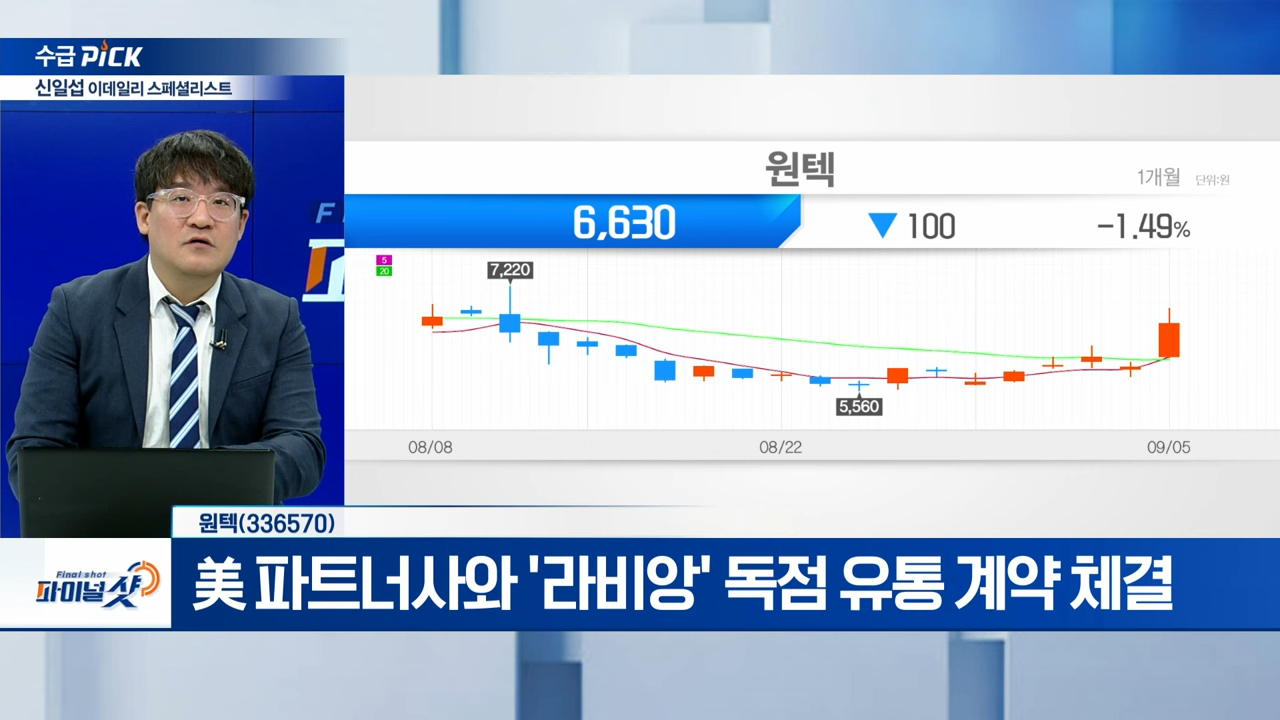 수급 PiCK
신일섭 이데일리 스페셜리스트
F
원텍
1개월 단위:원
6,630 ▼ 100 -1.49%
5
20
7,220
5,560
08/08 08/22 09/05
원텍(336570)
Final shot
파이널샷
美 파트너사와 '라비앙' 독점 유통 계약 체결